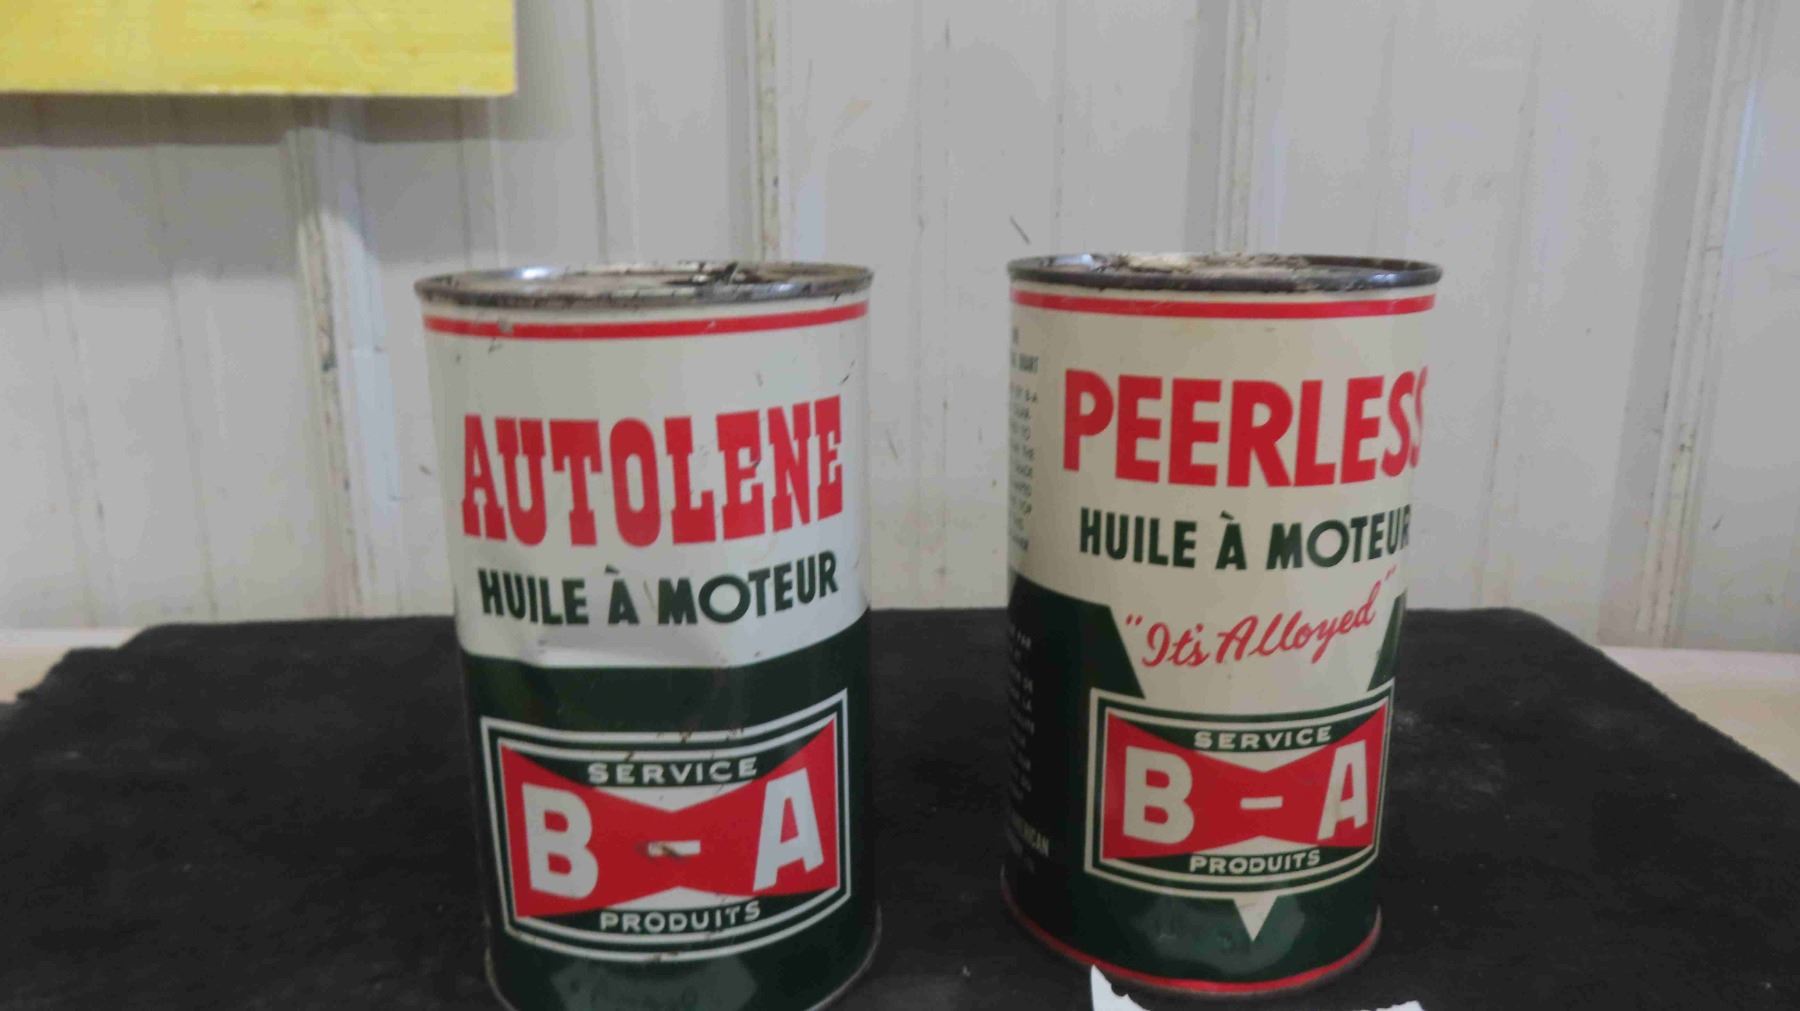 AUTOLENE
HUILE À MOTEUR
SERVICE
B-A
PRODUITS
PEERLESS
HUILE À MOTEUR
"It's Alloyed"
SERVICE
B-A
PRODUITS